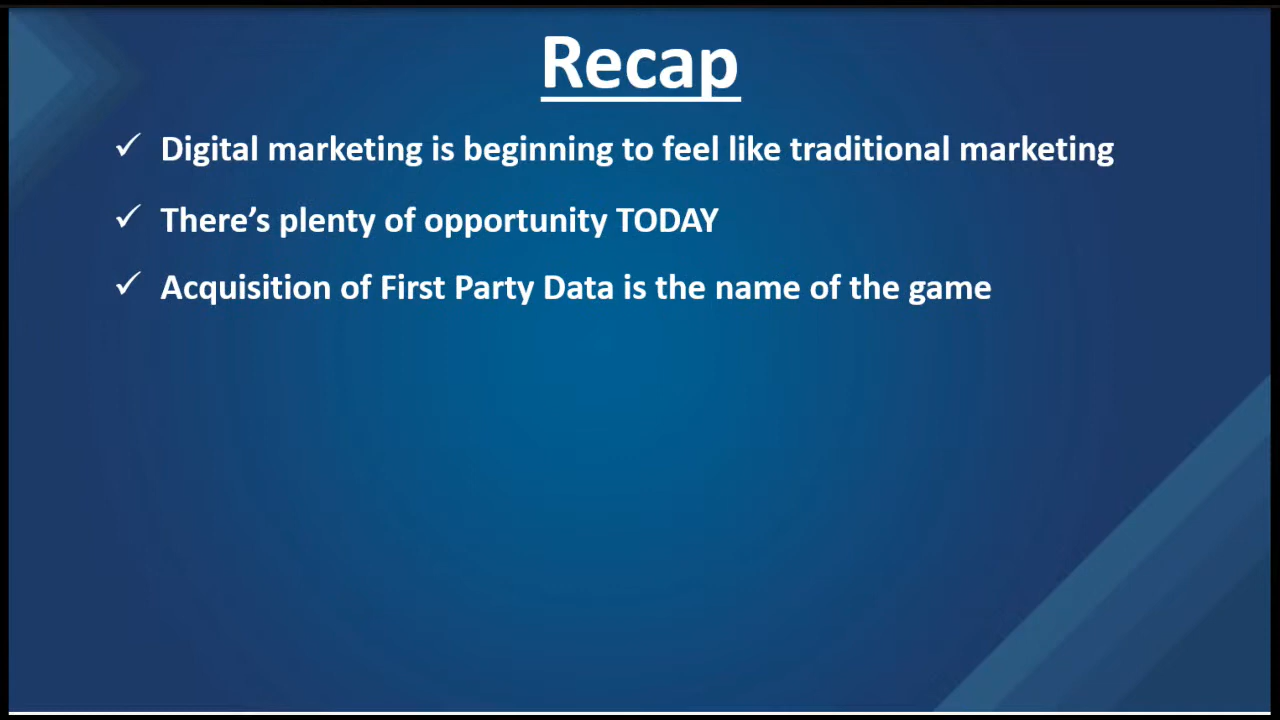 Recap
✓ Digital marketing is beginning to feel like traditional marketing
✓ There’s plenty of opportunity TODAY
✓ Acquisition of First Party Data is the name of the game